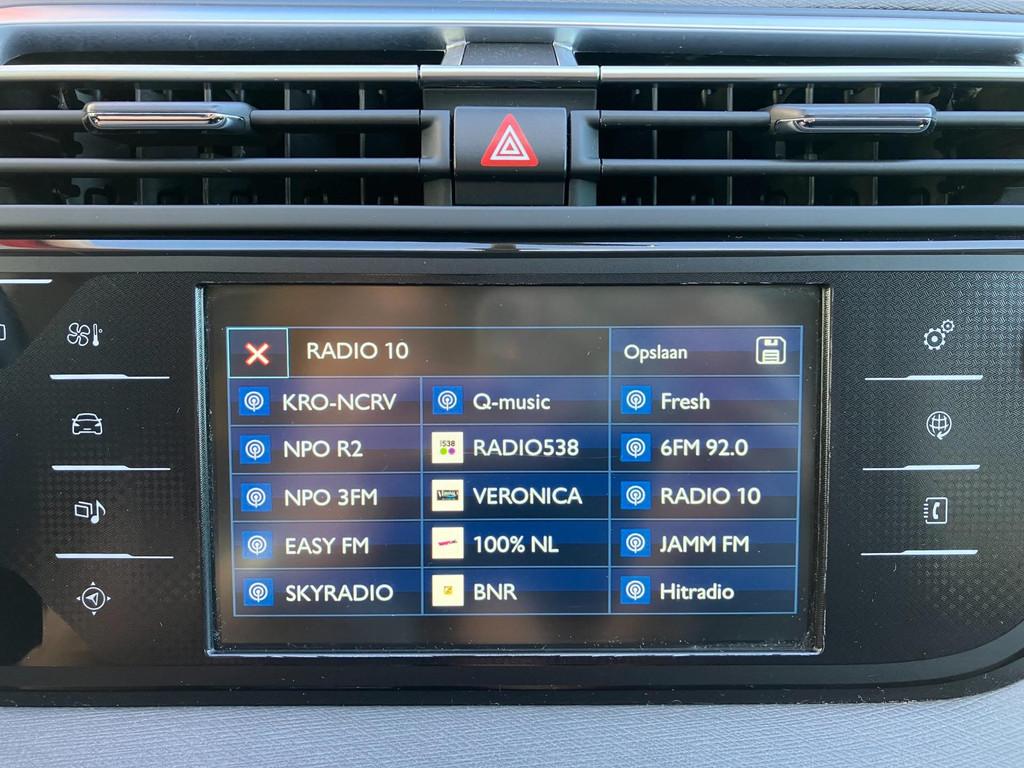 RADIO 10 Opslaan
KRO-NCRV Q-music Fresh
NPO R2 538 RADIO538 6FM 92.0
NPO 3FM VERONICA RADIO 10
EASY FM 100% NL JAMM FM
SKYRADIO BNR Hitradio